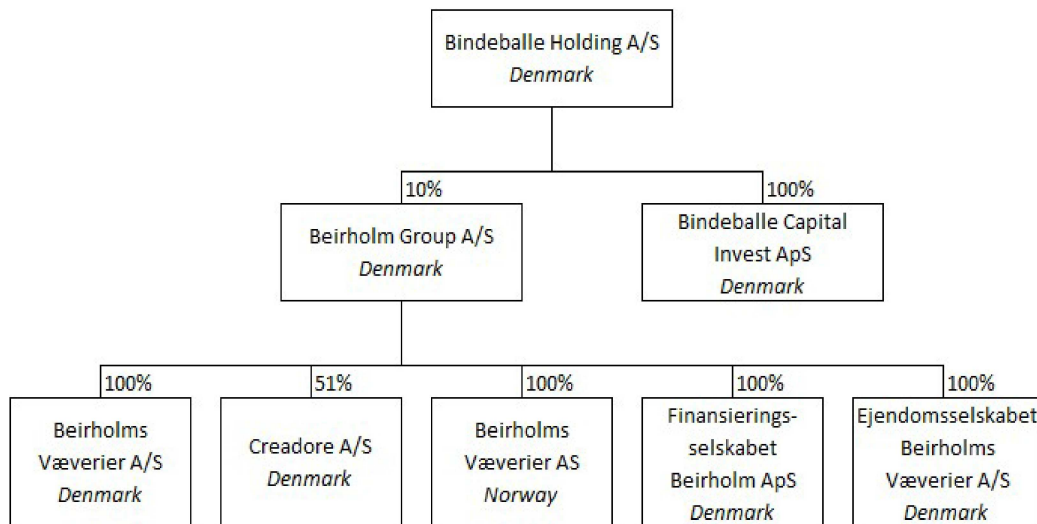 Bindeballe Holding A/S
Denmark
10%
100%
Beirholm Group A/S
Denmark
Bindeballe Capital
Invest ApS
Denmark
100%
51%
100%
100%
100%
Beirholms
Væverier A/S
Denmark
Creadore A/S
Denmark
Beirholms
Væverier AS
Norway
Finansierings-
selskabet
Beirholm ApS
Denmark
Ejendomsselskabet
Beirholms
Væverier A/S
Denmark